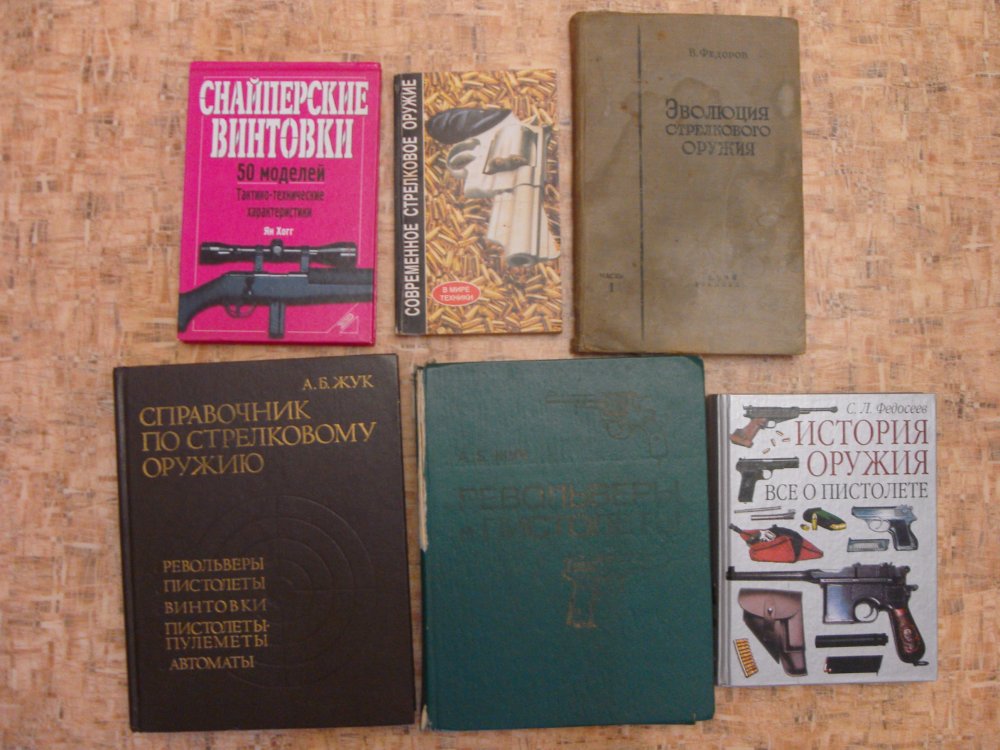 СНАЙПЕРСКИЕ
ВИНТОВКИ
50 моделей
Тактико-технические
характеристики
Ян Хогг
СОВРЕМЕННОЕ СТРЕЛКОВОЕ ОРУЖИЕ
В МИРЕ
ТЕХНИКИ
В. Федоров
ЭВОЛЮЦИЯ
СТРЕЛКОВОГО
ОРУЖИЯ
ЧАСТЬ
I
А. Б. ЖУК
СПРАВОЧНИК
ПО СТРЕЛКОВОМУ
ОРУЖИЮ
РЕВОЛЬВЕРЫ
ПИСТОЛЕТЫ
ВИНТОВКИ
ПИСТОЛЕТЫ-
ПУЛЕМЕТЫ
АВТОМАТЫ
А. Б. ЖУК
РЕВОЛЬВЕРЫ
И ПИСТОЛЕТЫ
С. Л. Федосеев
ИСТОРИЯ
ОРУЖИЯ
ВСЕ О ПИСТОЛЕТЕ